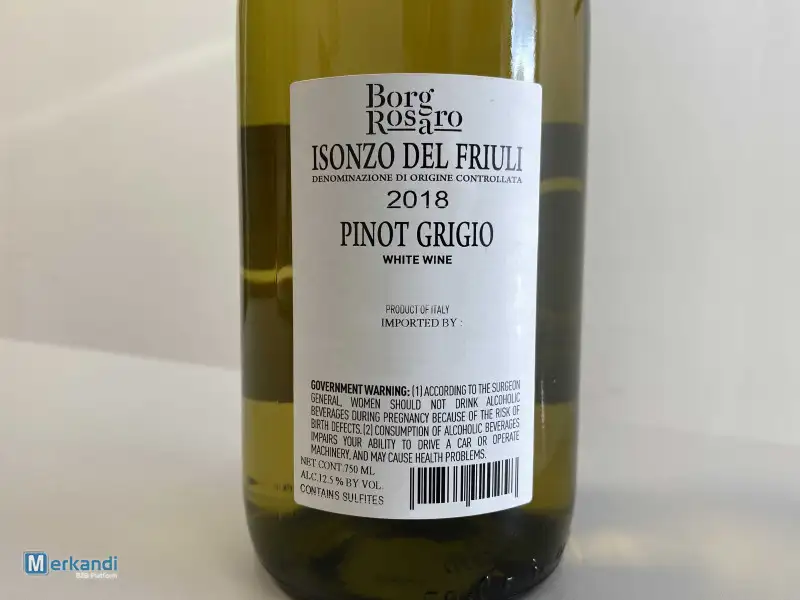 Borg
Rosaro
ISONZO DEL FRIULI
DENOMINAZIONE DI ORIGINE CONTROLLATA
2018
PINOT GRIGIO
WHITE WINE
PRODUCT OF ITALY
IMPORTED BY :
GOVERNMENT WARNING: (1) ACCORDING TO THE SURGEON
GENERAL, WOMEN SHOULD NOT DRINK ALCOHOLIC
BEVERAGES DURING PREGNANCY BECAUSE OF THE RISK OF
BIRTH DEFECTS. (2) CONSUMPTION OF ALCOHOLIC BEVERAGES
IMPAIRS YOUR ABILITY TO DRIVE A CAR OR OPERATE
MACHINERY, AND MAY CAUSE HEALTH PROBLEMS.
NET CONT. 750 ML
ALC. 12.5 % BY VOL.
CONTAINS SULFITES
Merkandi
B2B Platform